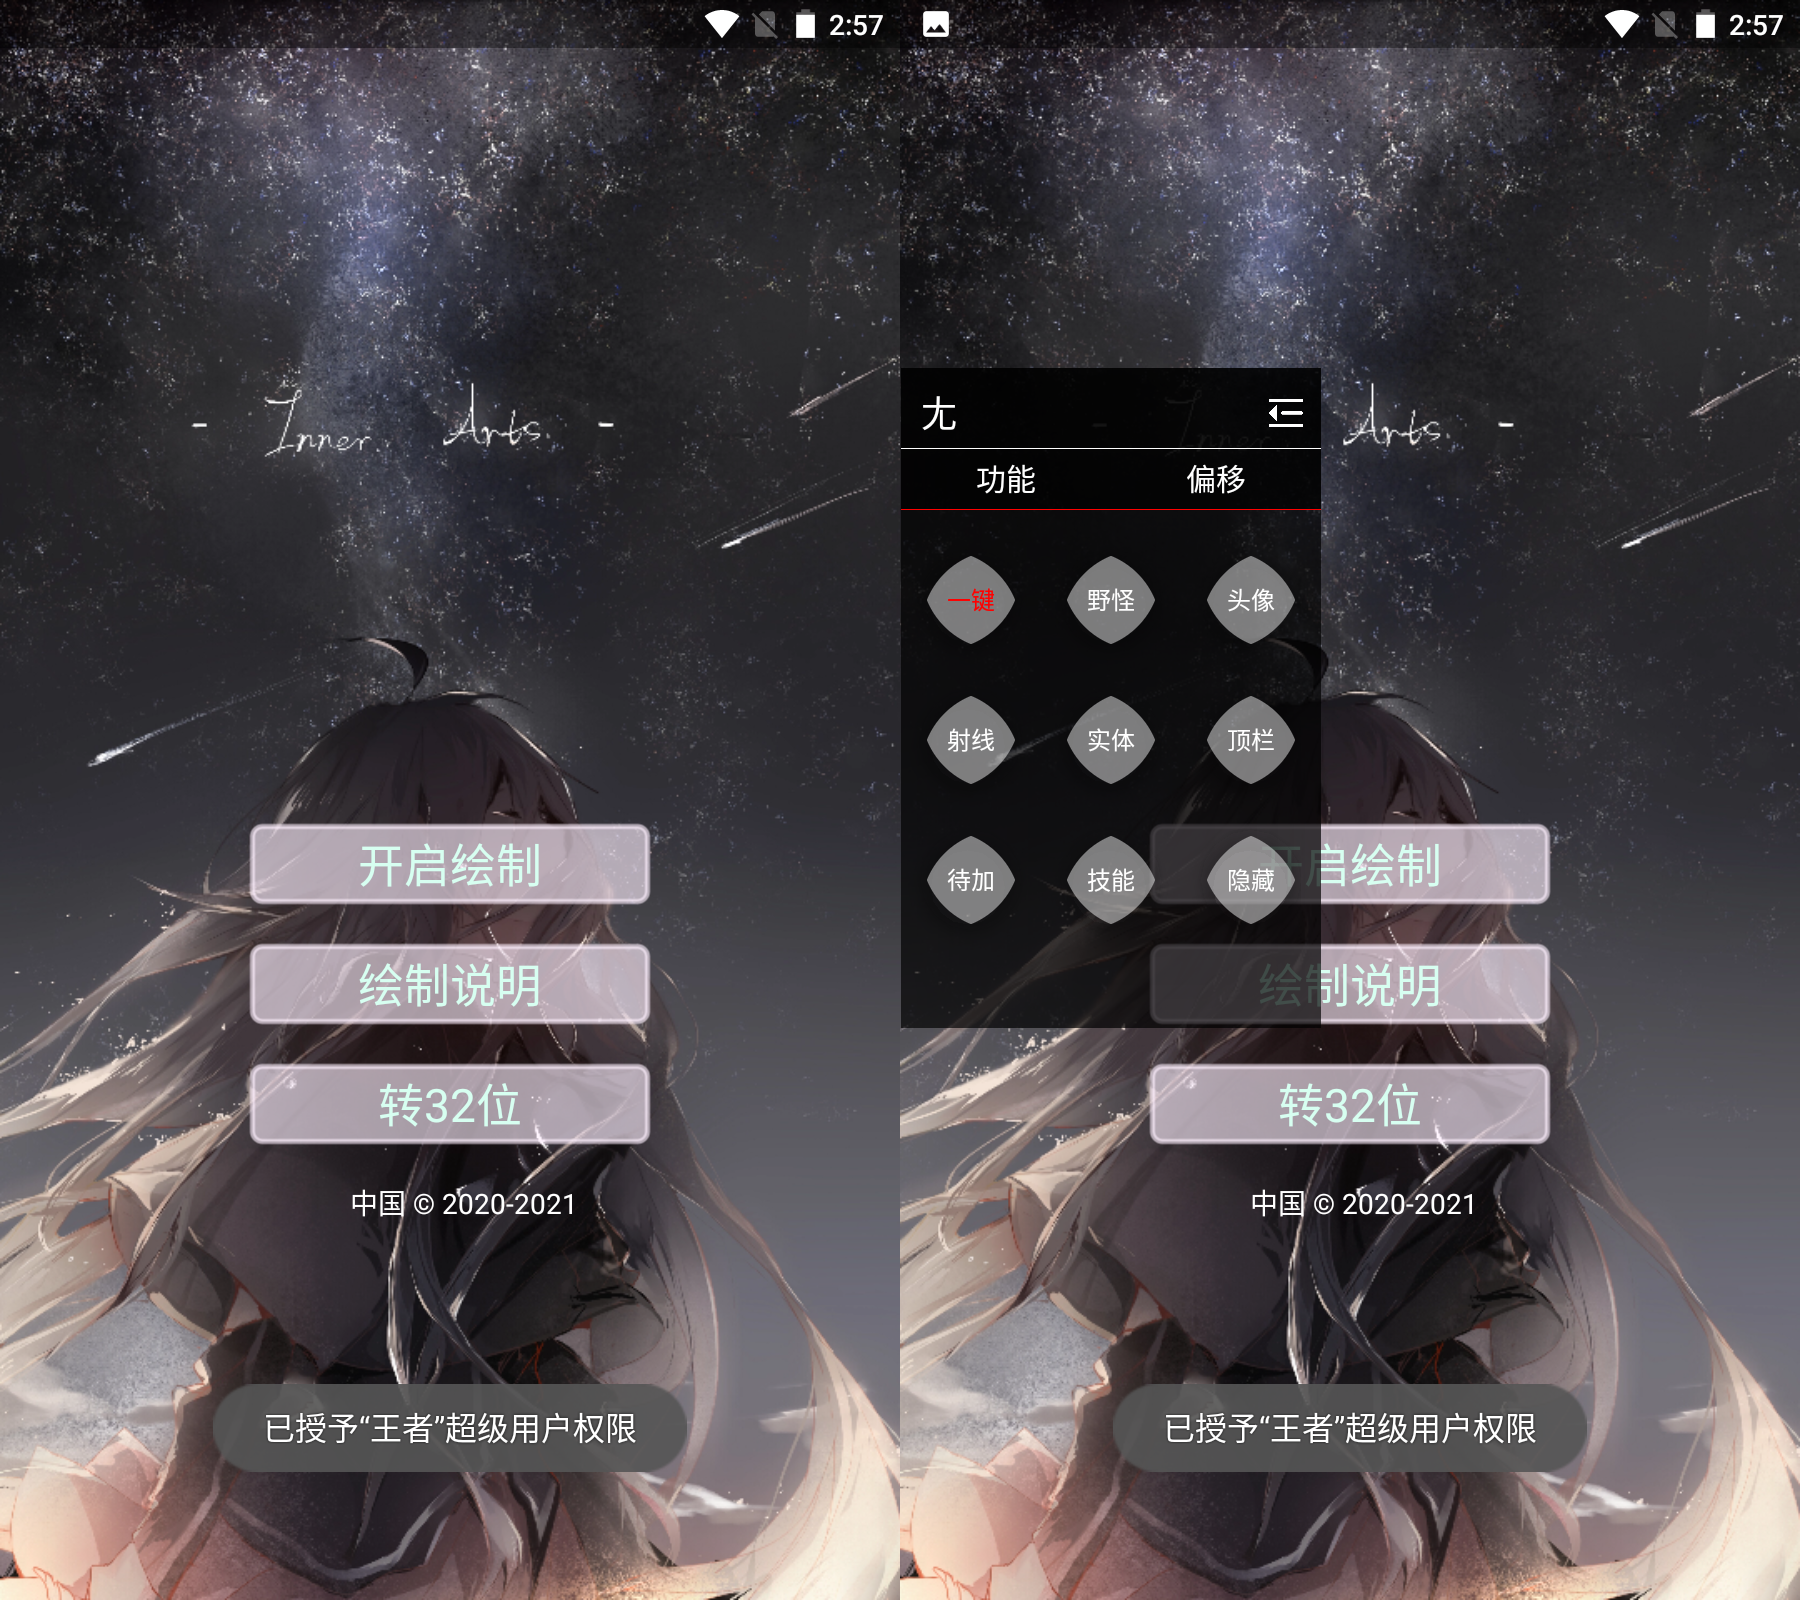 2:57
- Inner Arts. -
开启绘制
绘制说明
转32位
中国 © 2020-2021
已授予“王者”超级用户权限
2:57
无
功能 偏移
一键 野怪 头像
射线 实体 顶栏
待加 技能 隐藏
Arts. -
开启绘制
绘制说明
转32位
中国 © 2020-2021
已授予“王者”超级用户权限